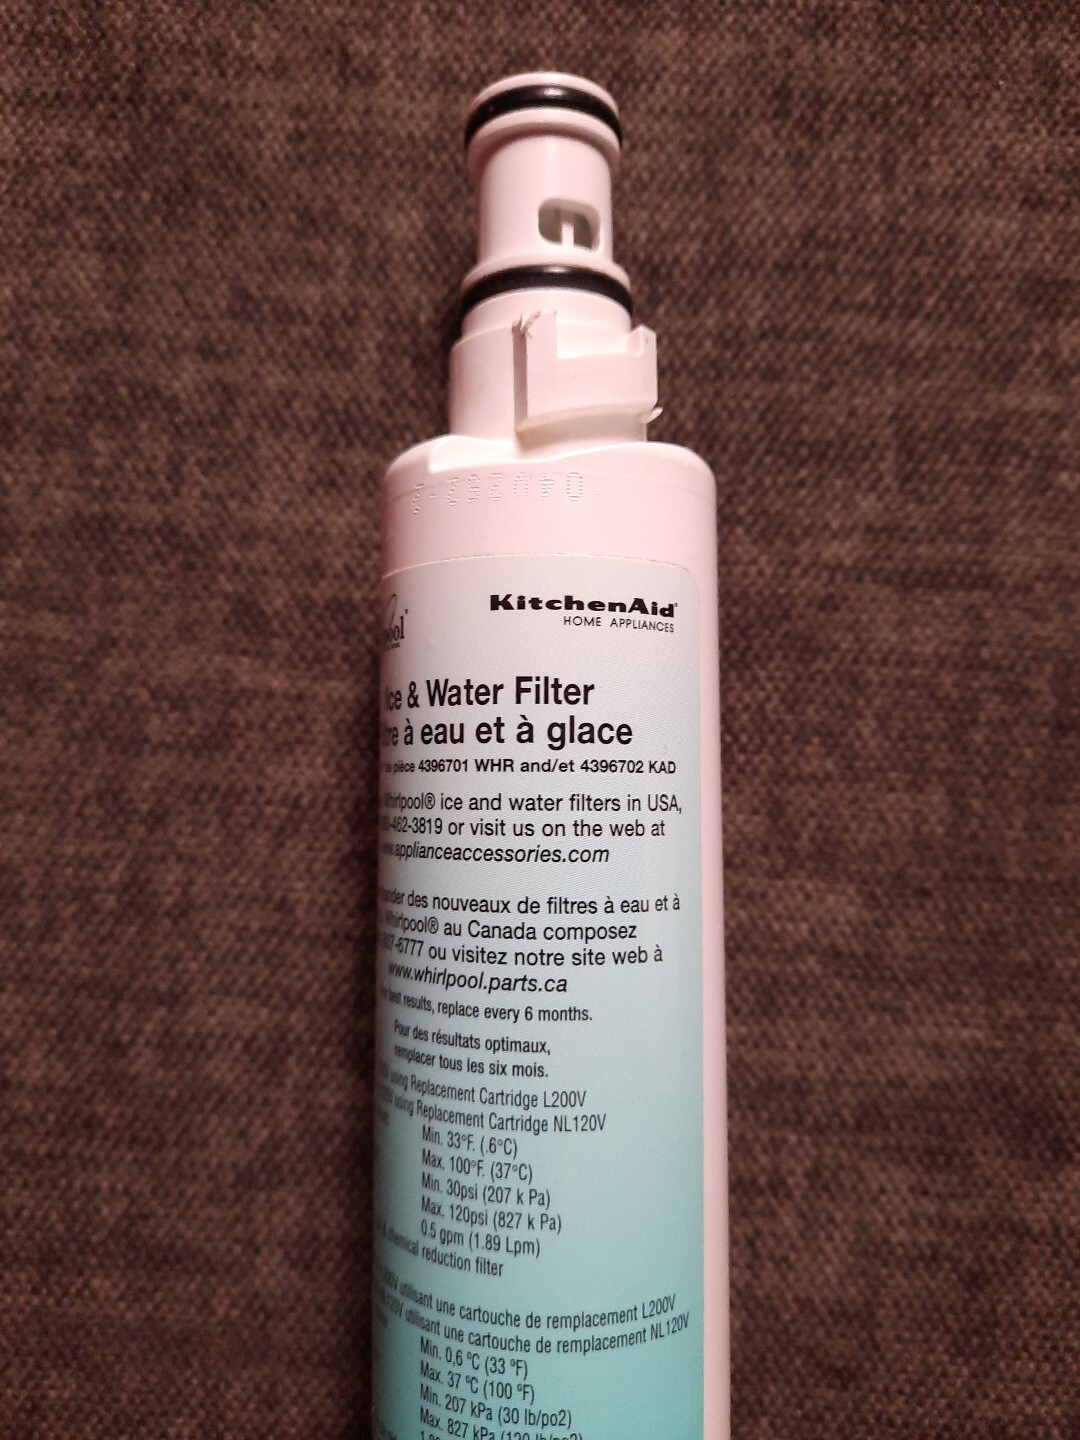 KitchenAid®
HOME APPLIANCES
& Water Filter
à eau et à glace
pièce 4396701 WHR and/et 4396702 KAD
Whirlpool® ice and water filters in USA,
-462-3819 or visit us on the web at
applianceaccessories.com
des nouveaux de filtres à eau et à
Whirlpool® au Canada composez
-6777 ou visitez notre site web à
www.whirlpool.parts.ca
best results, replace every 6 months.
Pour des résultats optimaux,
remplacer tous les six mois.
using Replacement Cartridge L200V
using Replacement Cartridge NL120V
Min. 33°F. (.6°C)
Max. 100°F. (37°C)
Min. 30psi (207 k Pa)
Max. 120psi (827 k Pa)
0.5 gpm (1.89 Lpm)
& chemical reduction filter
utilisant une cartouche de remplacement L200V
utilisant une cartouche de remplacement NL120V
Min. 0,6 °C (33 °F)
Max. 37 °C (100 °F)
Min. 207 kPa (30 lb/po2)
Max. 827 kPa (120 lb/po2)